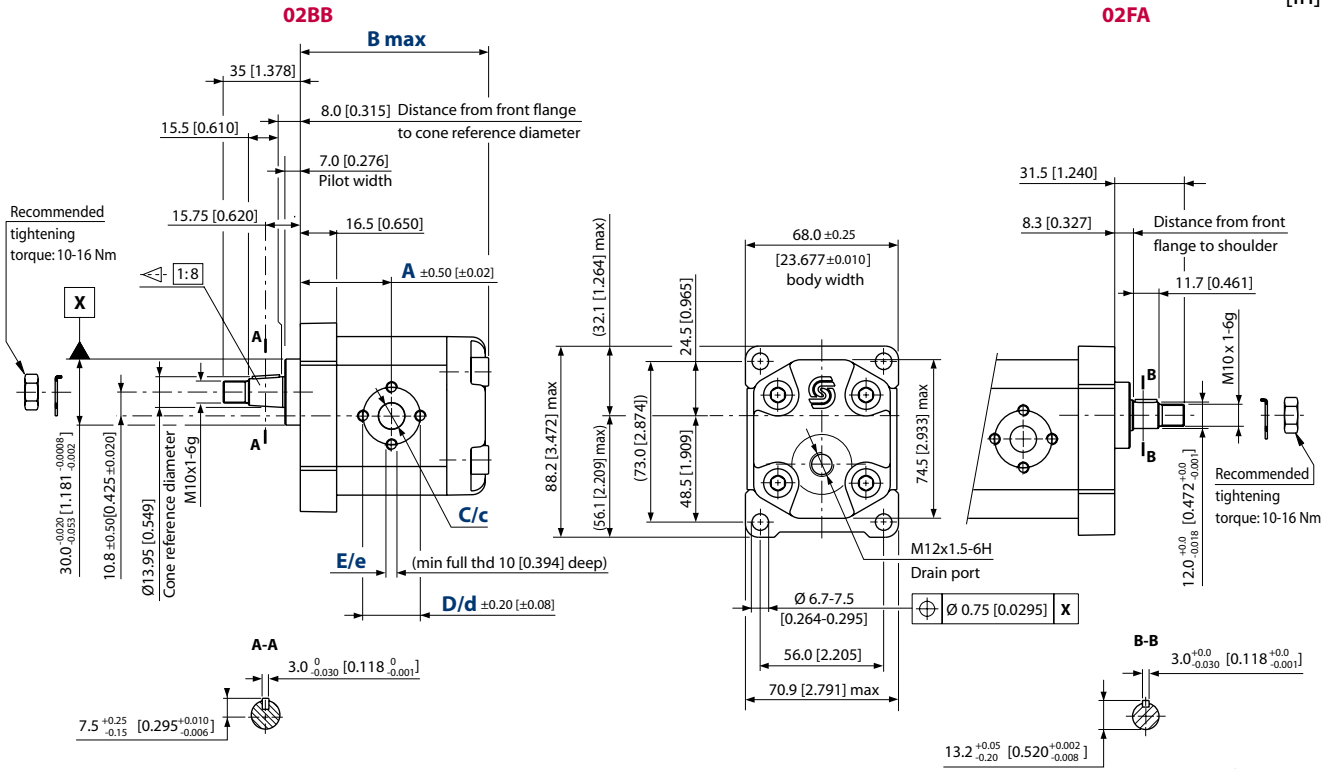 [in]
02BB
02FA
B max
35 [1.378]
8.0 [0.315] Distance from front flange
to cone reference diameter
15.5 [0.610]
7.0 [0.276]
Pilot width
15.75 [0.620]
16.5 [0.650]
Recommended
tightening
torque: 10-16 Nm
1:8
X
A ±0.50 [±0.02]
A
A
30.0 -0.020 -0.053 [1.181 -0.0008 -0.002 ]
10.8 ±0.50[0.425 ±0.020]
Ø13.95 [0.549]
Cone reference diameter
M10x1-6g
C/c
E/e
(min full thd 10 [0.394] deep)
D/d ±0.20 [±0.08]
A-A
3.0 0 -0.030 [0.118 0 -0.001]
7.5 +0.25 -0.15 [0.295 +0.010 -0.006]
68.0 ±0.25
[23.677±0.010]
body width
(32.1 [1.264] max)
24.5 [0.965]
88.2 [3.472] max
(56.1 [2.209] max)
(73.0 [2.874])
48.5 [1.909]
74.5 [2.933] max
M12x1.5-6H
Drain port
Ø 6.7-7.5
[0.264-0.295]
Ø 0.75 [0.0295] X
56.0 [2.205]
70.9 [2.791] max
31.5 [1.240]
8.3 [0.327]
Distance from front
flange to shoulder
11.7 [0.461]
M10 x 1-6g
B
B
12.0 +0.0 -0.018 [0.472 +0.0 -0.001]
Recommended
tightening
torque: 10-16 Nm
B-B
3.0 +0.0 -0.030 [0.118 +0.0 -0.001]
13.2 +0.05 -0.20 [0.520 +0.002 -0.008 ]